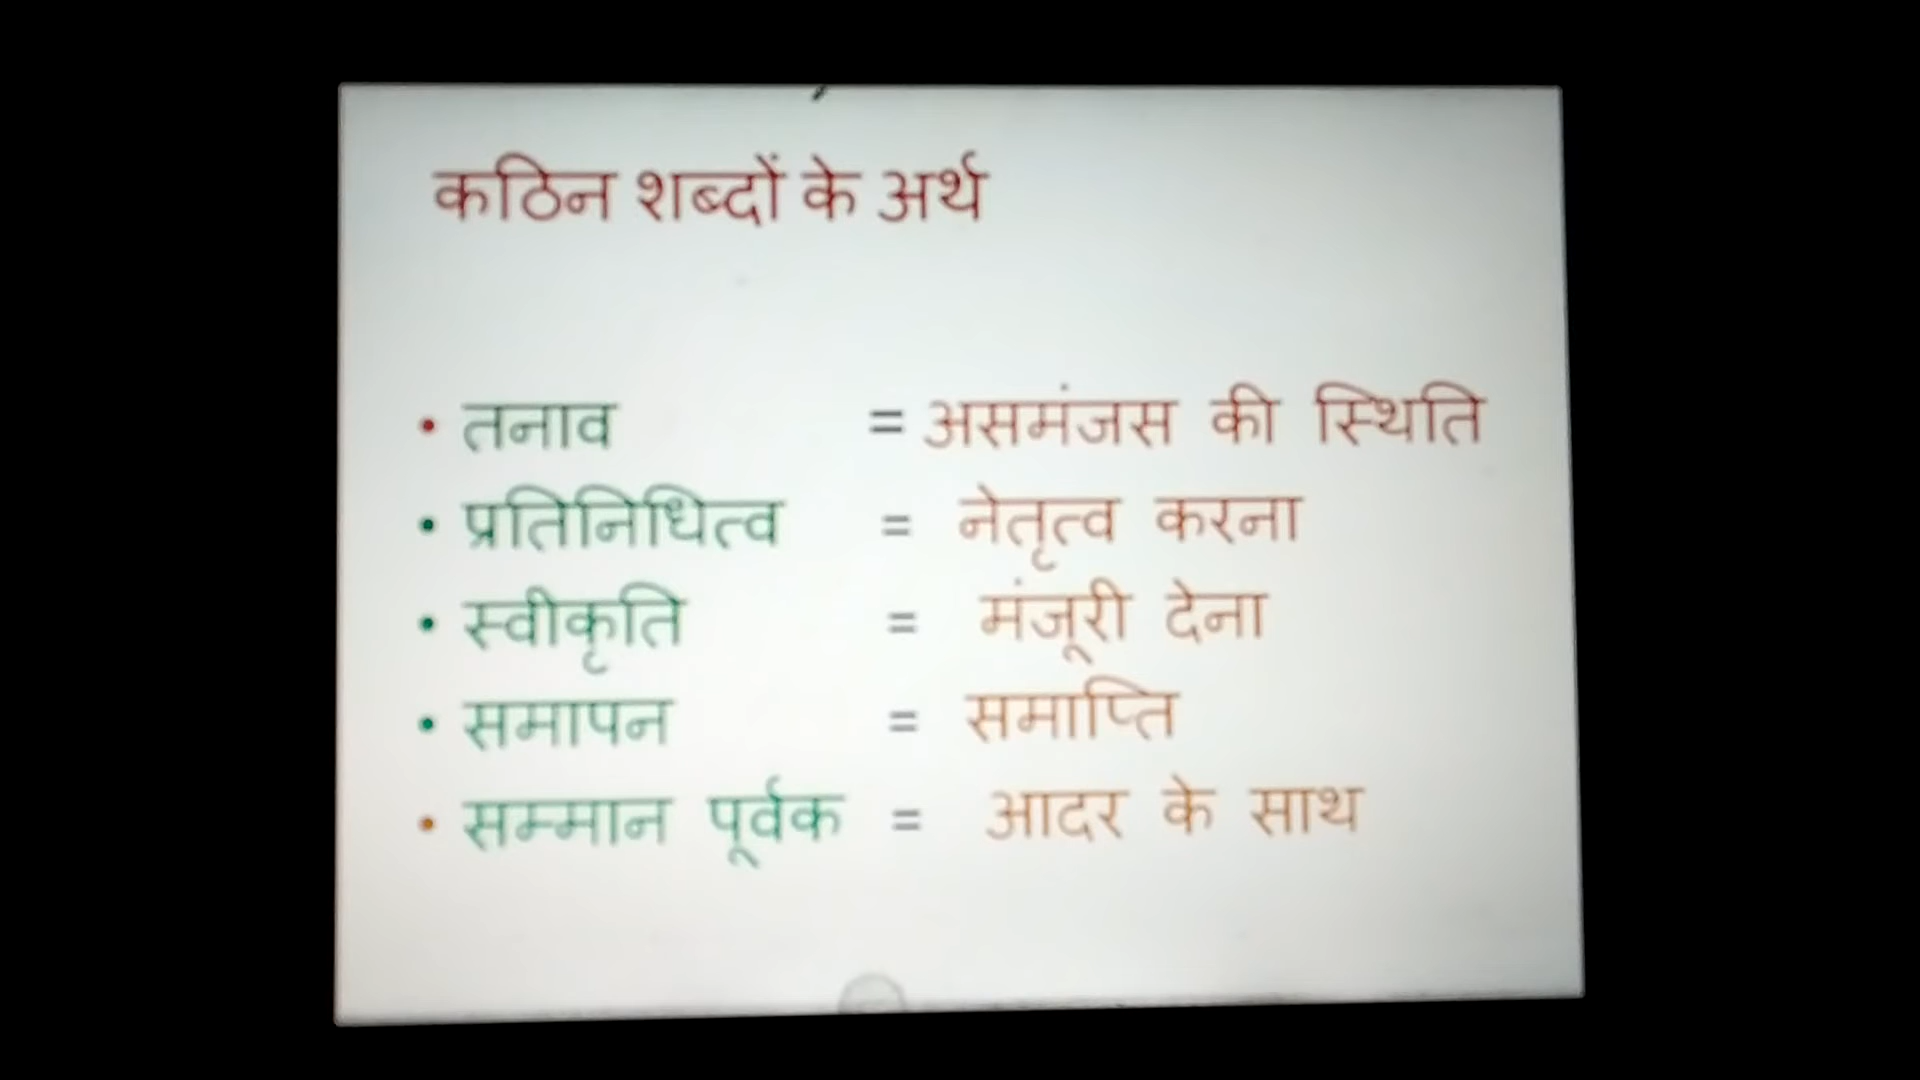 कठिन शब्दों के अर्थ
• तनाव = असमंजस की स्थिति
• प्रतिनिधित्व = नेतृत्व करना
• स्वीकृति = मंजूरी देना
• समापन = समाप्ति
• सम्मान पूर्वक = आदर के साथ